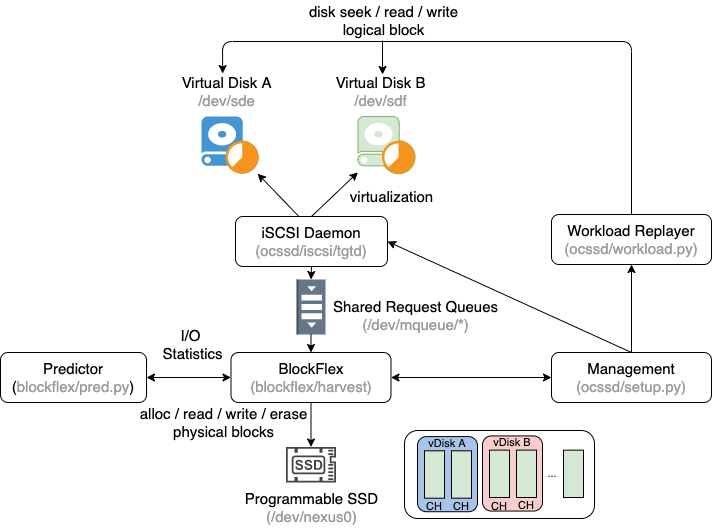 disk seek / read / write
logical block
Virtual Disk A
/dev/sde
Virtual Disk B
/dev/sdf
virtualization
iSCSI Daemon
(ocssd/iscsi/tgtd)
Workload Replayer
(ocssd/workload.py)
Shared Request Queues
(/dev/mqueue/*)
I/O
Statistics
Predictor
(blockflex/pred.py)
BlockFlex
(blockflex/harvest)
Management
(ocssd/setup.py)
alloc / read / write / erase
physical blocks
SSD
Programmable SSD
(/dev/nexus0)
vDisk A
vDisk B
...
CH CH CH CH